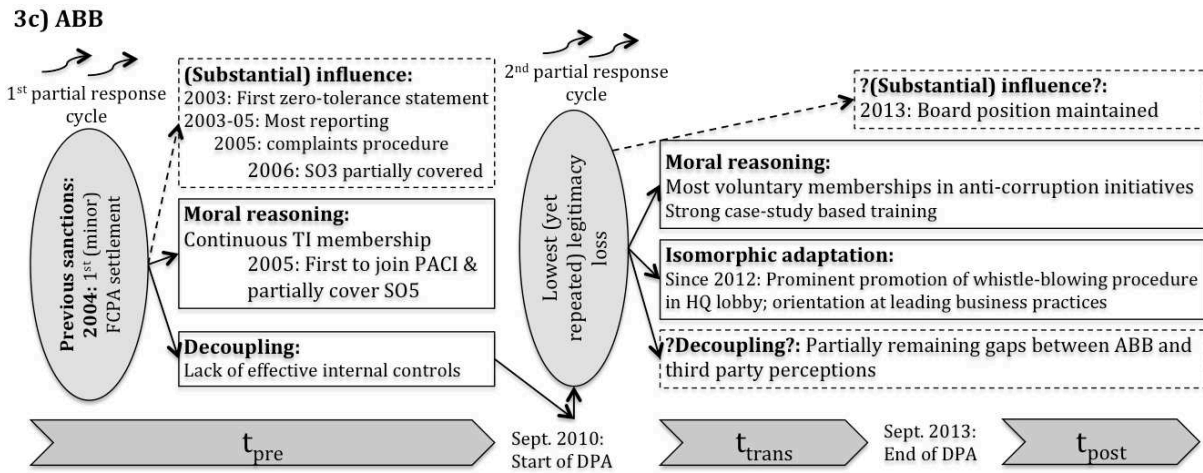 3c) ABB
1st partial response
cycle
Previous sanctions:
2004: 1st (minor)
FCPA settlement
(Substantial) influence:
2003: First zero-tolerance statement
2003-05: Most reporting
2005: complaints procedure
2006: SO3 partially covered
Moral reasoning:
Continuous TI membership
2005: First to join PACI &
partially cover SO5
Decoupling:
Lack of effective internal controls
2nd partial response
cycle
Lowest (yet
repeated) legitimacy
loss
?(Substantial) influence?:
2013: Board position maintained
Moral reasoning:
Most voluntary memberships in anti-corruption initiatives
Strong case-study based training
Isomorphic adaptation:
Since 2012: Prominent promotion of whistle-blowing procedure
in HQ lobby; orientation at leading business practices
?Decoupling?: Partially remaining gaps between ABB and
third party perceptions
tpre
Sept. 2010:
Start of DPA
ttrans
Sept. 2013:
End of DPA
tpost